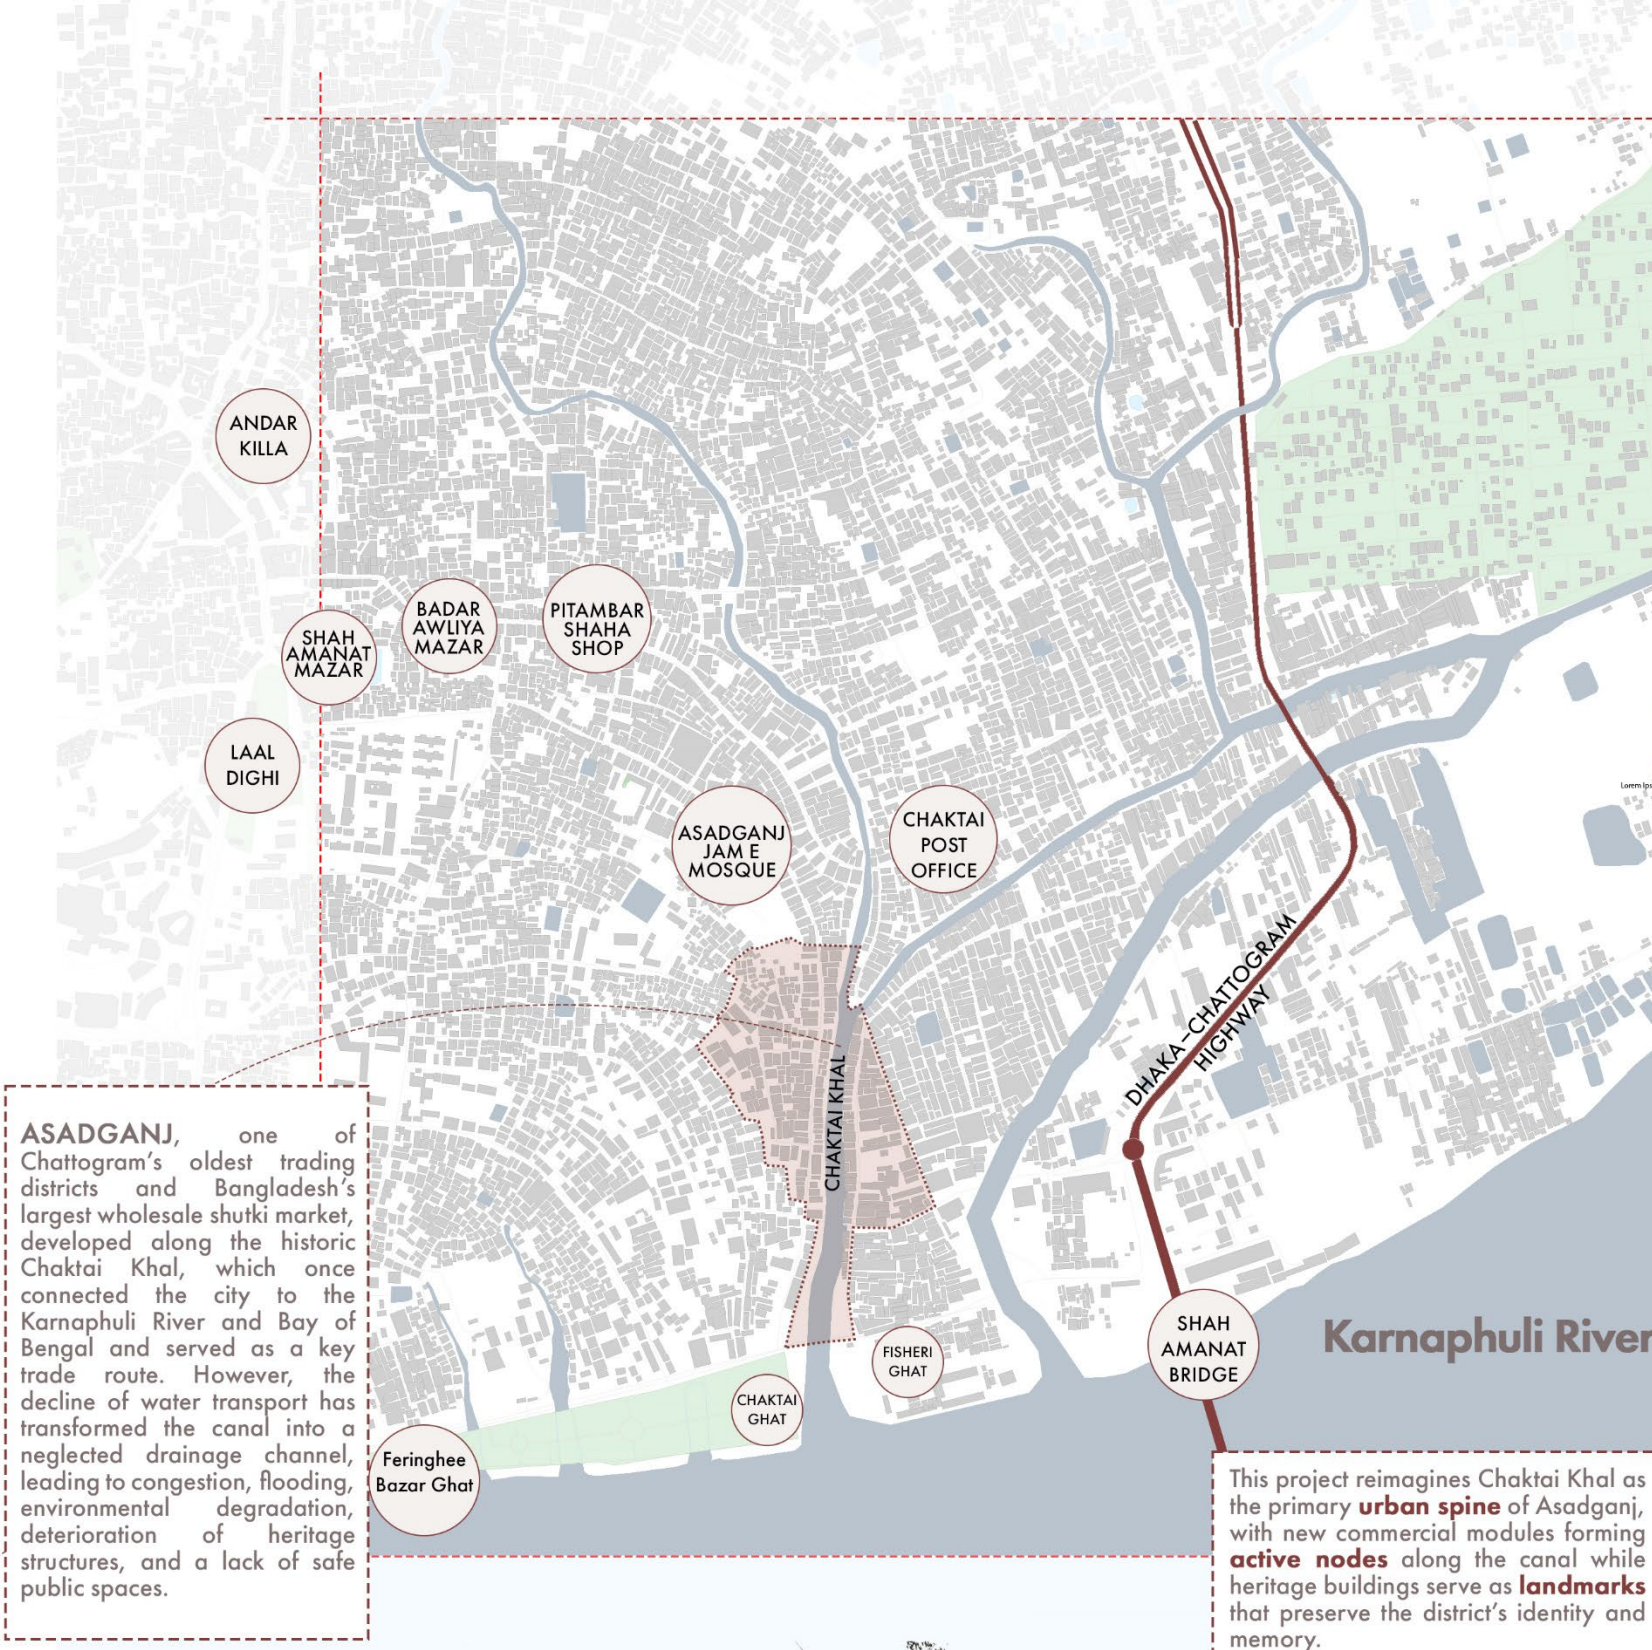 ANDAR
KILLA
BADAR
AWLIYA
MAZAR
PITAMBAR
SHAHA
SHOP
SHAH
AMANAT
MAZAR
LAAL
DIGHI
ASADGANJ
JAM E
MOSQUE
CHAKTAI
POST
OFFICE
DHAKA-CHATTOGRAM
HIGHWAY
CHAKTAI KHAL
ASADGANJ, one of
Chattogram's oldest trading
districts and Bangladesh's
largest wholesale shutki market,
developed along the historic
Chaktai Khal, which once
connected the city to the
Karnaphuli River and Bay of
Bengal and served as a key
trade route. However, the
decline of water transport has
transformed the canal into a
neglected drainage channel,
leading to congestion, flooding,
environmental degradation,
deterioration of heritage
structures, and a lack of safe
public spaces.
SHAH
AMANAT
BRIDGE
Karnaphuli River
FISHERI
GHAT
CHAKTAI
GHAT
Feringhee
Bazar Ghat
This project reimagines Chaktai Khal as
the primary urban spine of Asadganj,
with new commercial modules forming
active nodes along the canal while
heritage buildings serve as landmarks
that preserve the district's identity and
memory.